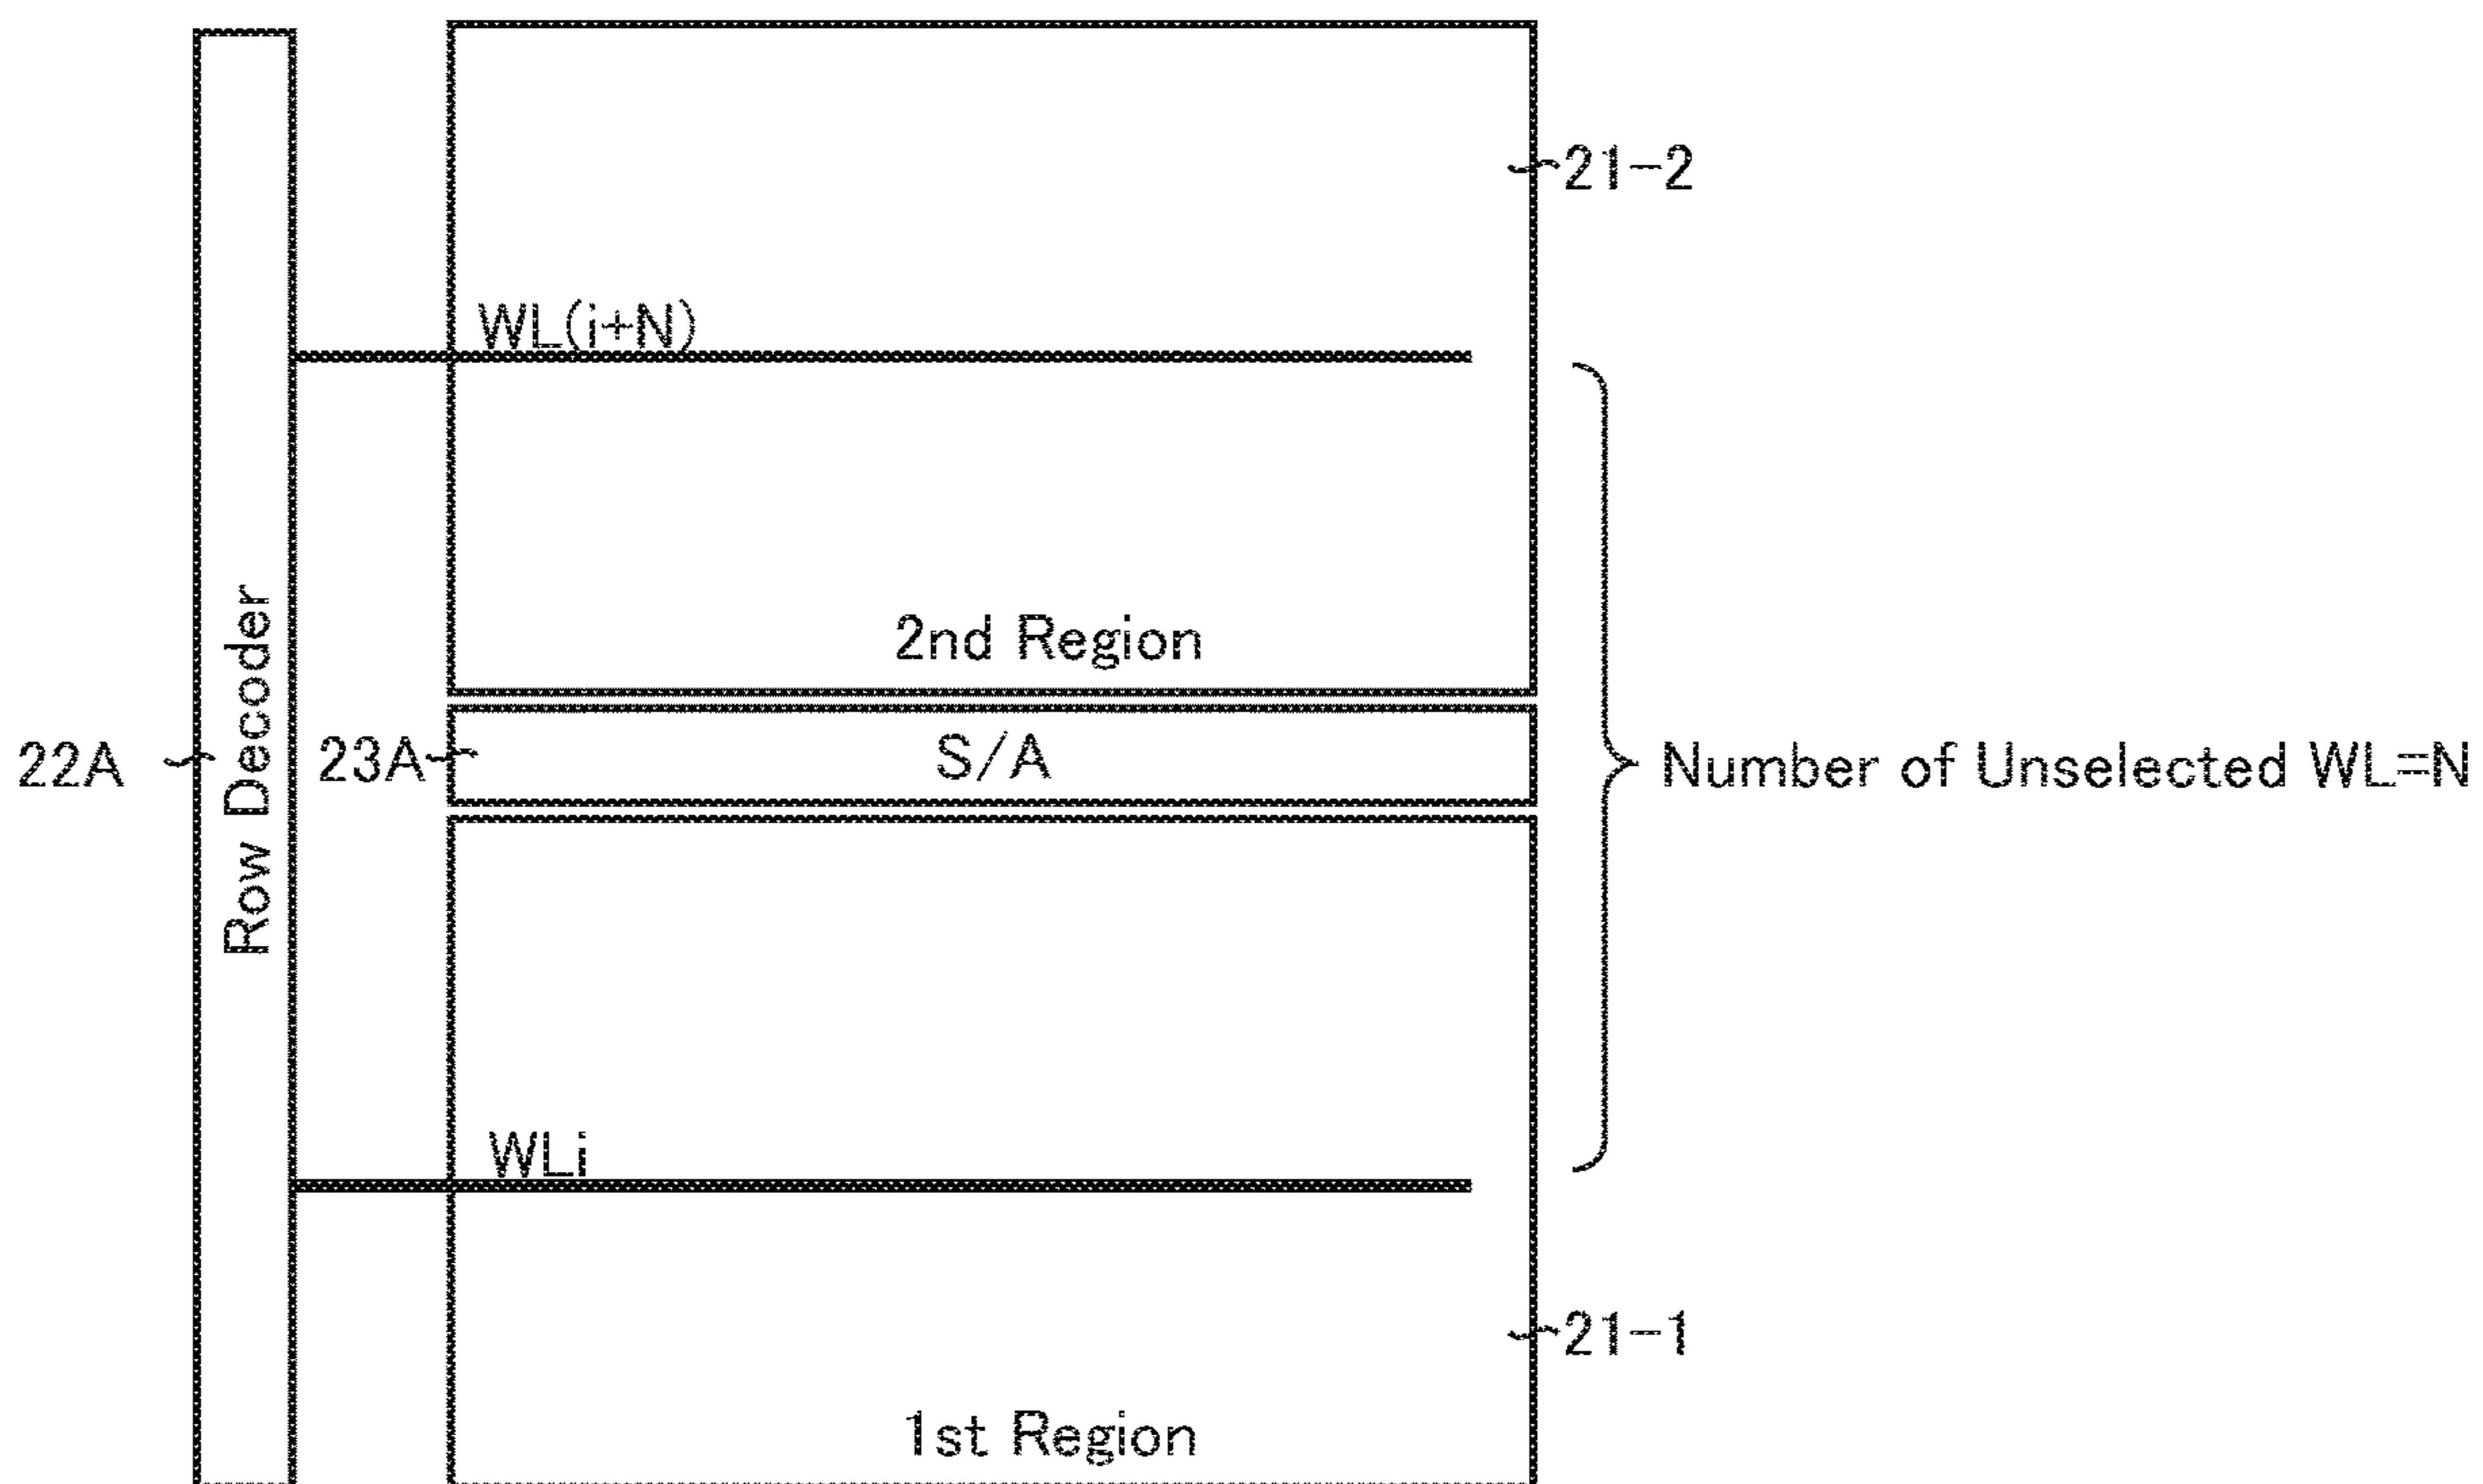 21-2
WL(i+N)
2nd Region
22A
Row Decoder
23A
S/A
Number of Unselected WL=N
WLi
21-1
1st Region